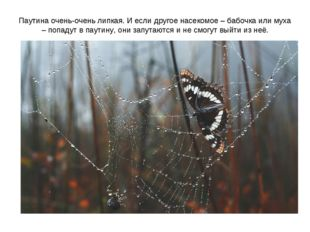 Паутина очень-очень липкая. И если другое насекомое – бабочка или муха
– попадут в паутину, они запутаются и не смогут выйти из неё.